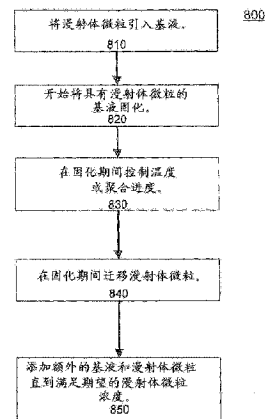 800
将漫射体微粒引入基液。
810
开始将具有漫射体微粒的
基液固化。
820
在固化期间控制温度
或聚合进度。
830
在固化期间迁移漫射体微粒。
840
添加额外的基液和漫射体微粒
直到满足期望的漫射体微粒
浓度。
850